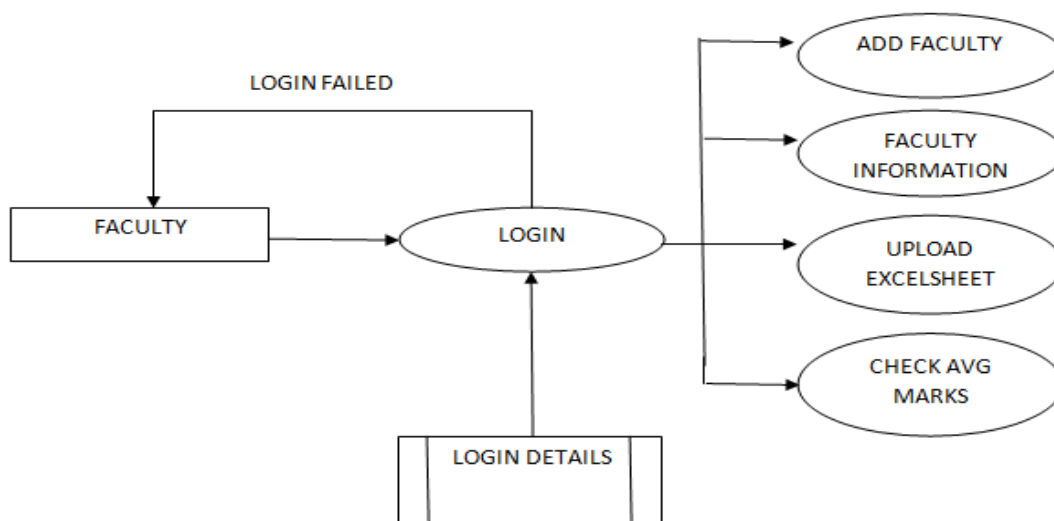 ADD FACULTY
LOGIN FAILED
FACULTY
INFORMATION
FACULTY
LOGIN
UPLOAD
EXCELSHEET
CHECK AVG
MARKS
LOGIN DETAILS